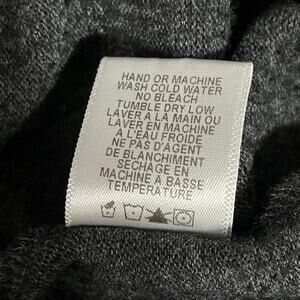 HAND OR MACHINE
WASH COLD WATER
NO BLEACH
TUMBLE DRY LOW
LAVER A LA MAIN OU
LAVER EN MACHINE
A L'EAU FROIDE
NE PAS D'AGENT
DE BLANCHIMENT
SECHAGE EN
MACHINE A BASSE
TEMPERATURE